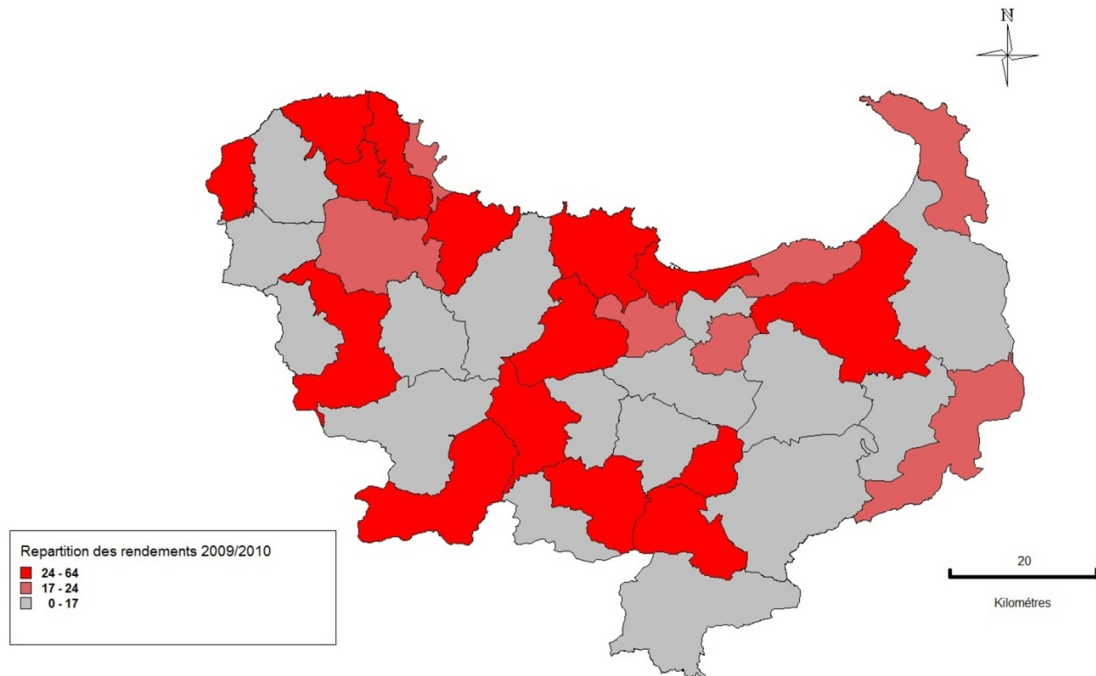 N
Repartition des rendements 2009/2010
24 - 64
17 - 24
0 - 17
20
Kilométres